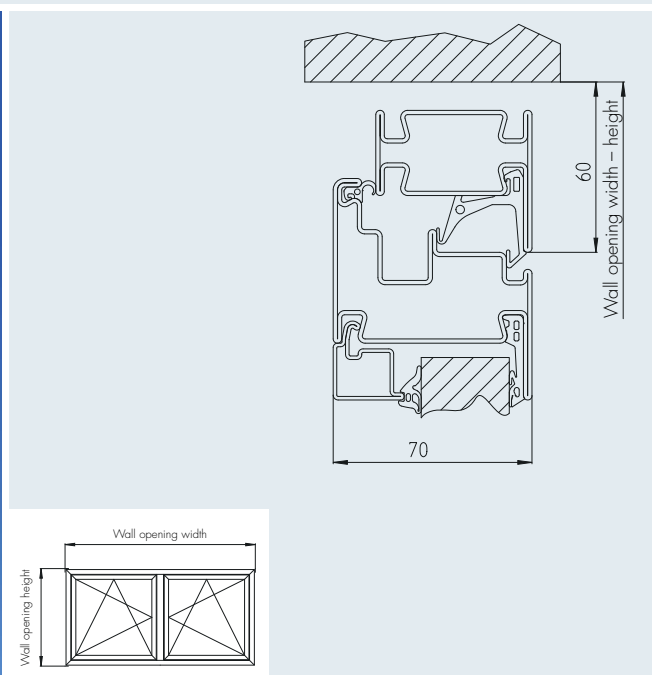 60
Wall opening width – height
70
Wall opening width
Wall opening height